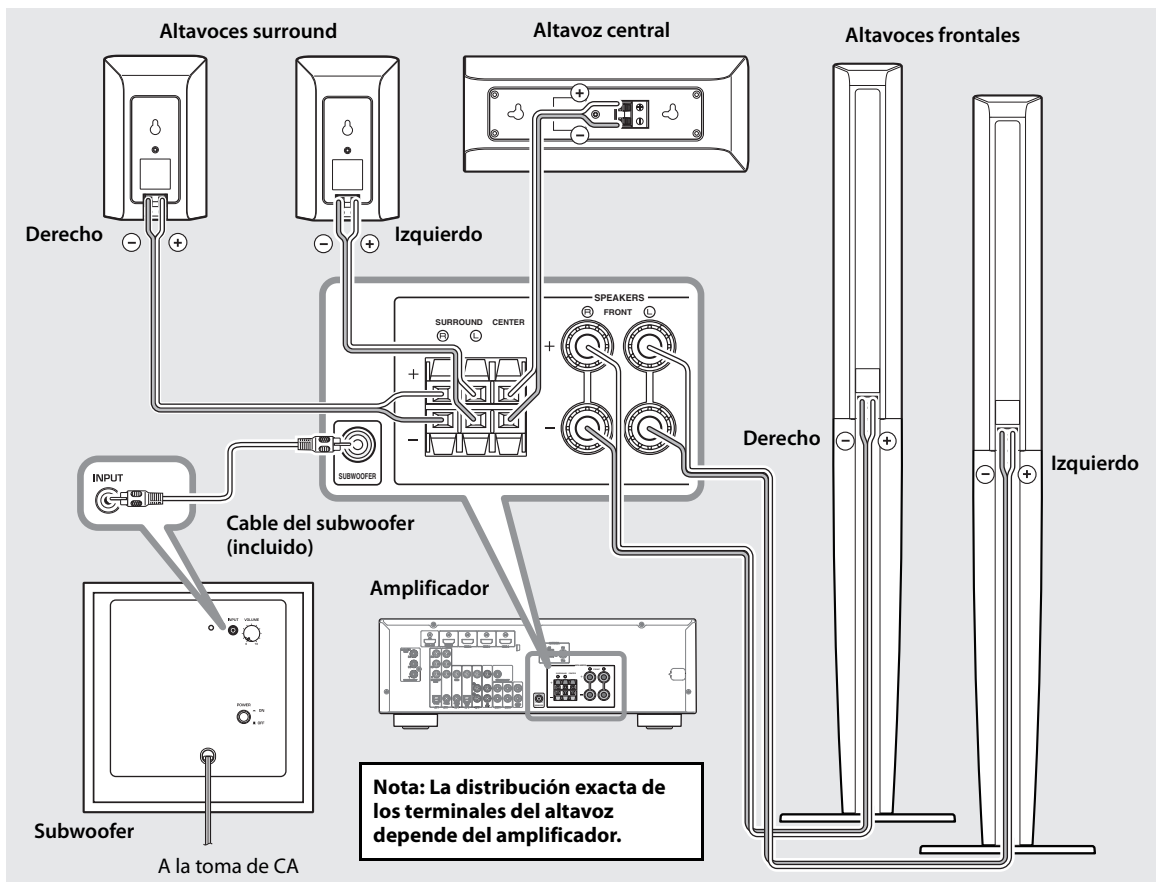 Altavoces surround
Altavoz central
Altavoces frontales
+
−
Derecho
− +
Izquierdo
− +
SPEAKERS
R FRONT L
SURROUND CENTER
R L
+
−
+
−
SUBWOOFER
INPUT
Cable del subwoofer
(incluido)
Derecho
− +
Izquierdo
− +
Amplificador
INPUT VOLUME
POWER
ON
OFF
Subwoofer
A la toma de CA
Nota: La distribución exacta de
los terminales del altavoz
depende del amplificador.